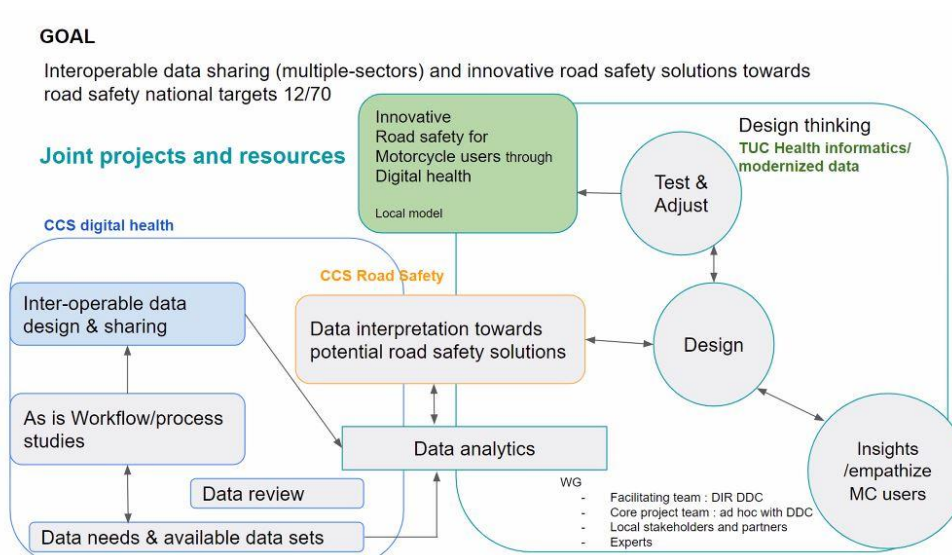 GOAL
Interoperable data sharing (multiple-sectors) and innovative road safety solutions towards
road safety national targets 12/70
Joint projects and resources
Innovative
Road safety for
Motorcycle users through
Digital health
Local model
Design thinking
TUC Health informatics/
modernized data
Test &
Adjust
CCS digital health
CCS Road Safety
Inter-operable data
design & sharing
Data interpretation towards
potential road safety solutions
Design
As is Workflow/process
studies
Data analytics
Insights
/empathize
MC users
Data review
Data needs & available data sets
WG
- Facilitating team : DIR DDC
- Core project team : ad hoc with DDC
- Local stakeholders and partners
- Experts